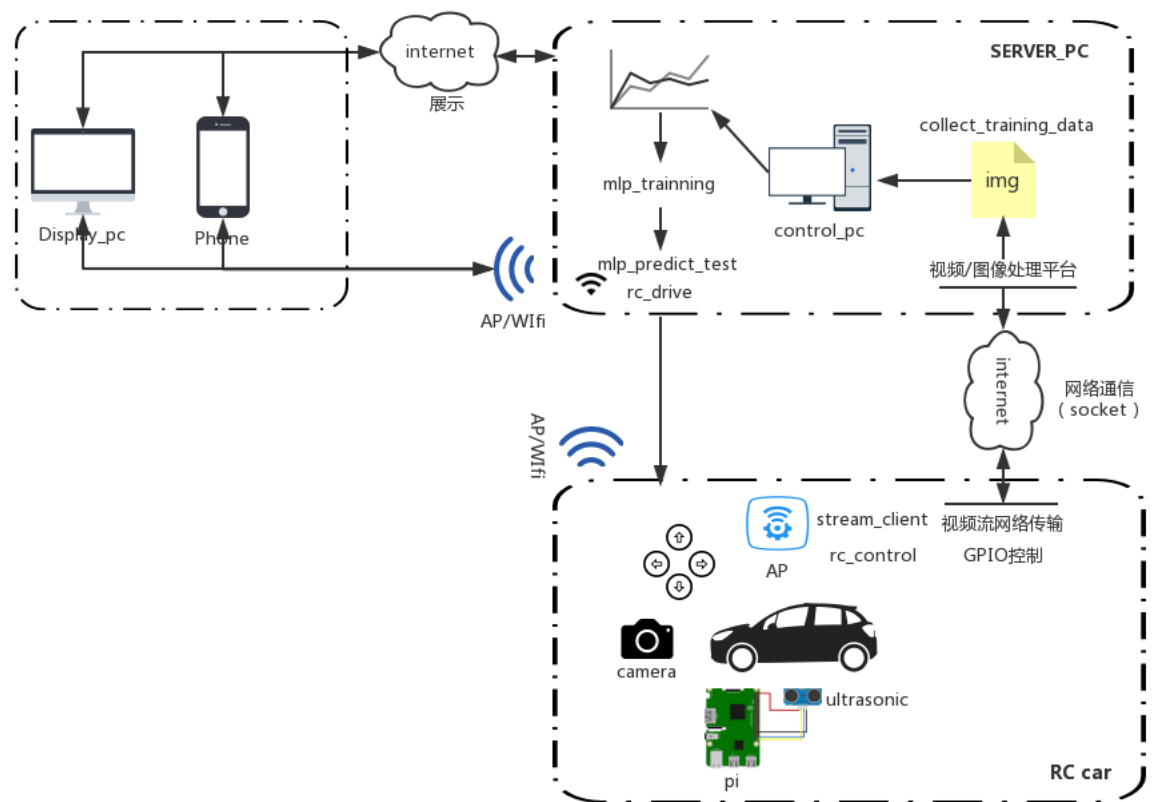 internet
展示
Display_pc
Phone
AP/WIfi
SERVER_PC
collect_training_data
img
mlp_trainning
control_pc
mlp_predict_test
rc_drive
视频/图像处理平台
internet
网络通信
（socket）
AP/WIfi
stream_client
视频流网络传输
rc_control
GPIO控制
AP
camera
ultrasonic
pi
RC car